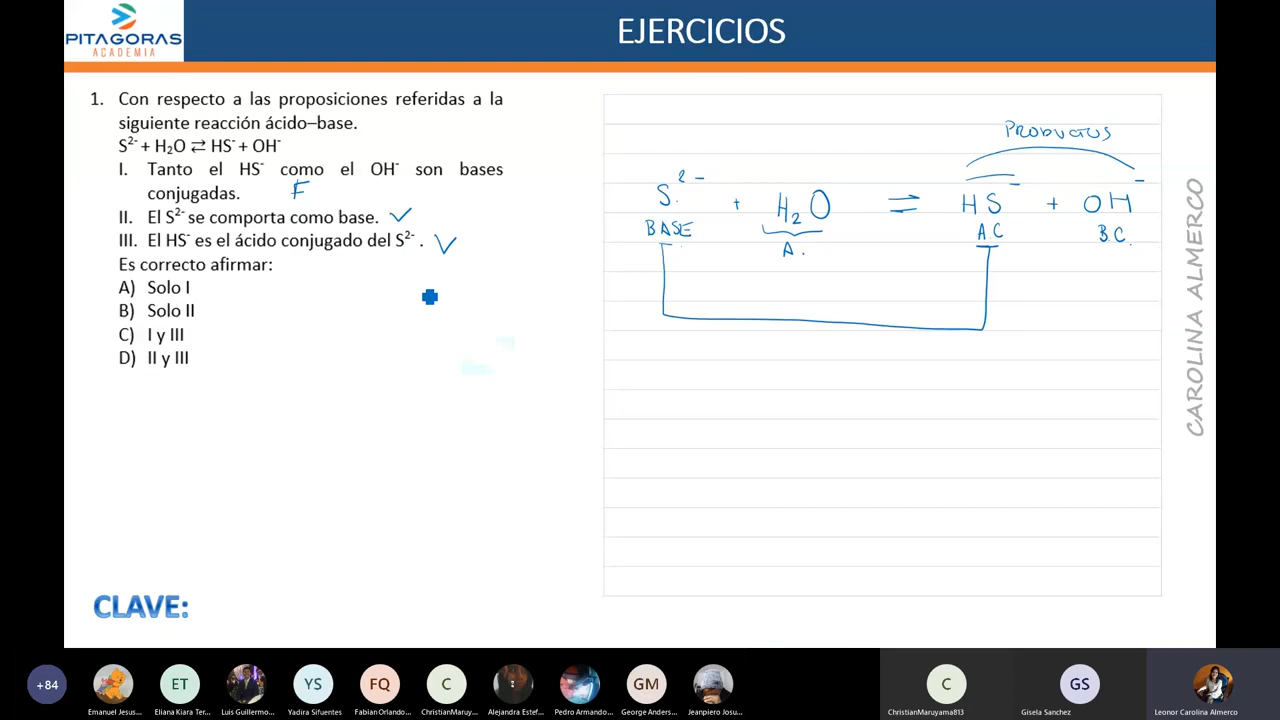 PITAGORAS
ACADEMIA
EJERCICIOS
1. Con respecto a las proposiciones referidas a la
siguiente reacción ácido–base.
S²⁻ + H₂O ⇄ HS⁻ + OH⁻
I. Tanto el HS⁻ como el OH⁻ son bases
conjugadas. F
II. El S²⁻ se comporta como base. ✓
III. El HS⁻ es el ácido conjugado del S²⁻ . V
Es correcto afirmar:
A) Solo I
B) Solo II
C) I y III
D) II y III
CLAVE:
PRODUCTOS
S²⁻ + H₂O ⇌ HS⁻ + OH⁻
BASE A. A.C B.C.
CAROLINA ALMERCO
+84
ET
YS
FQ
C
GM
C
GS
Emanuel Jesus...
Eliana Kiara Ter...
Luis Guillermo...
Yadira Sifuentes
Fabian Orlando...
ChristianMaruy...
Alejandra Estef...
Pedro Armando...
George Anders...
Jeanpiero Josu...
ChristianMaruyama813
Gisela Sanchez
Leonor Carolina Almerco